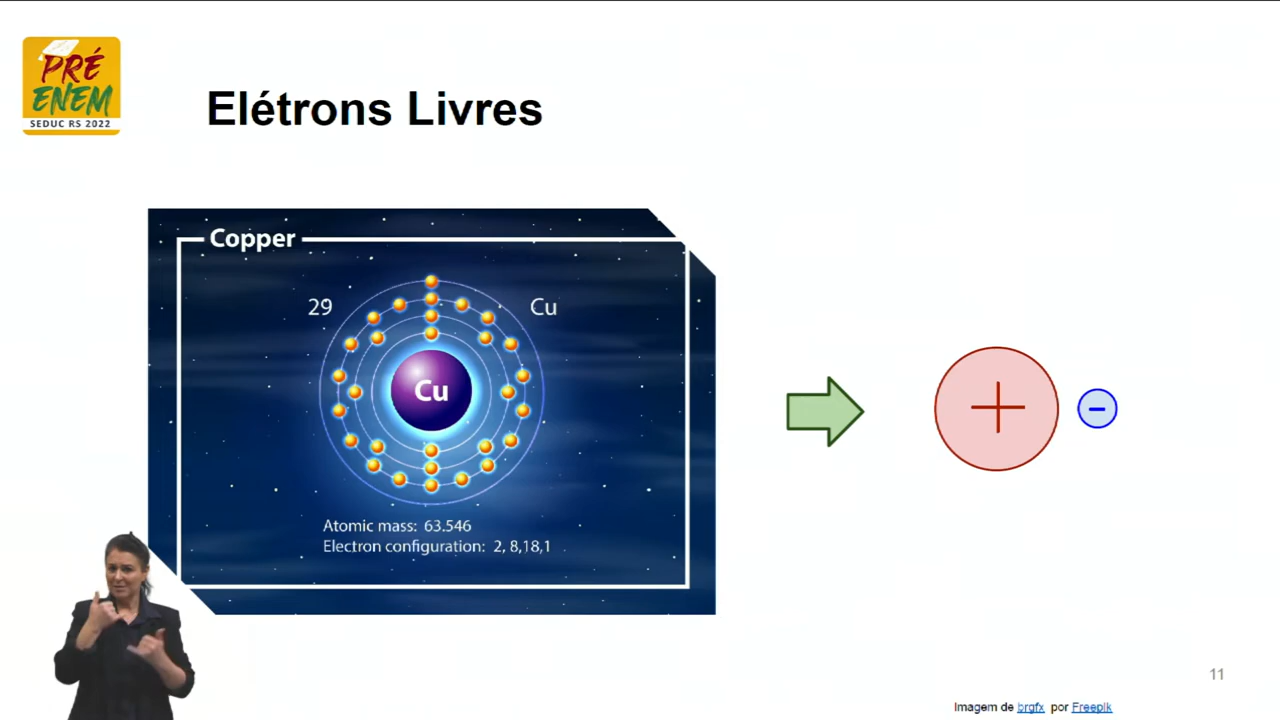 PRÉ
ENEM
SEDUC RS 2022
Elétrons Livres
Copper
29
Cu
Cu
Atomic mass: 63.546
Electron configuration: 2, 8,18,1
11
Imagem de brgfx por Freepik